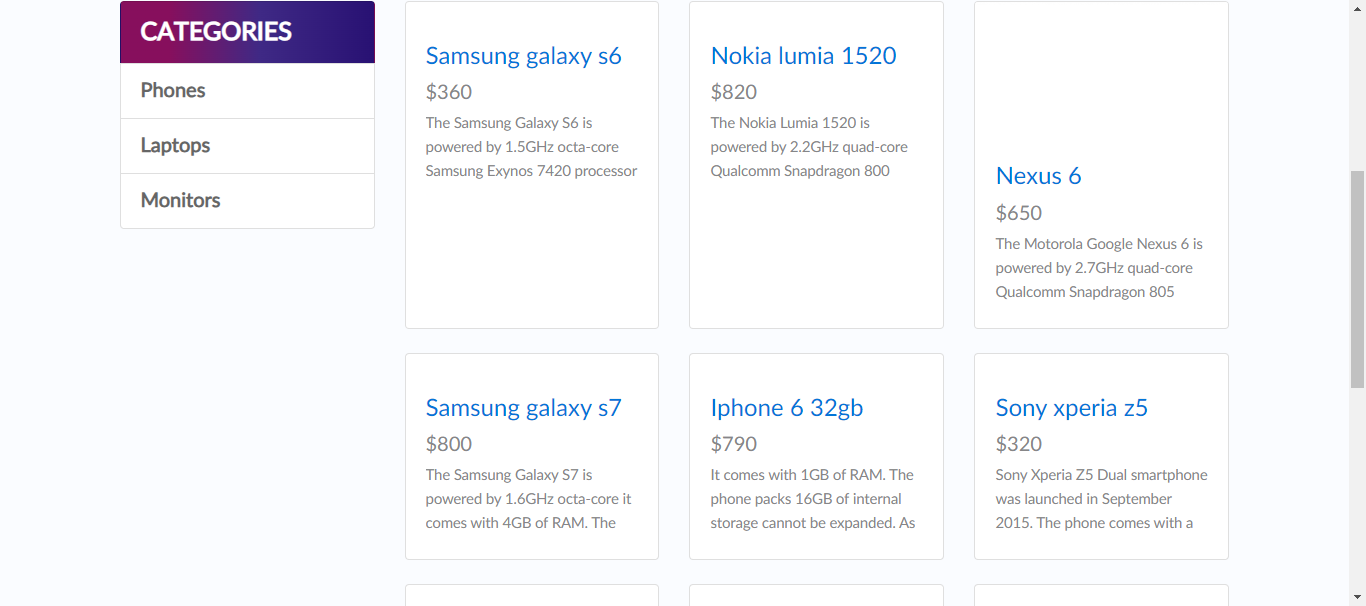 CATEGORIES
Phones
Laptops
Monitors
Samsung galaxy s6
$360
The Samsung Galaxy S6 is
powered by 1.5GHz octa-core
Samsung Exynos 7420 processor
Nokia lumia 1520
$820
The Nokia Lumia 1520 is
powered by 2.2GHz quad-core
Qualcomm Snapdragon 800
Nexus 6
$650
The Motorola Google Nexus 6 is
powered by 2.7GHz quad-core
Qualcomm Snapdragon 805
Samsung galaxy s7
$800
The Samsung Galaxy S7 is
powered by 1.6GHz octa-core it
comes with 4GB of RAM. The
Iphone 6 32gb
$790
It comes with 1GB of RAM. The
phone packs 16GB of internal
storage cannot be expanded. As
Sony xperia z5
$320
Sony Xperia Z5 Dual smartphone
was launched in September
2015. The phone comes with a